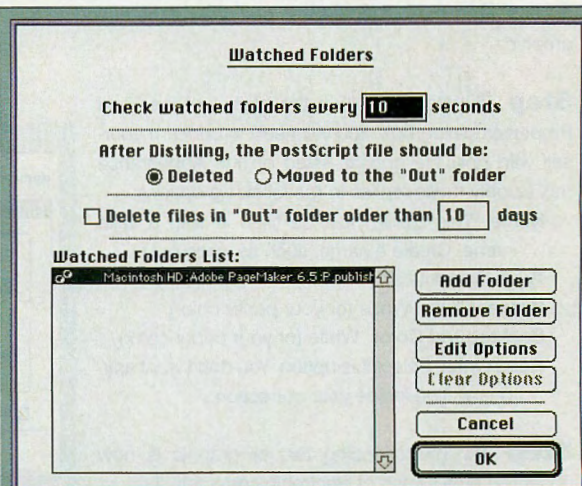 Watched Folders
Check watched folders every 10 seconds
After Distilling, the PostScript file should be:
Deleted Moved to the "Out" folder
Delete files in "Out" folder older than 10 days
Watched Folders List:
Macintosh HD:Adobe PageMaker 6.5:P.publish
Add Folder
Remove Folder
Edit Options
Clear Options
Cancel
OK